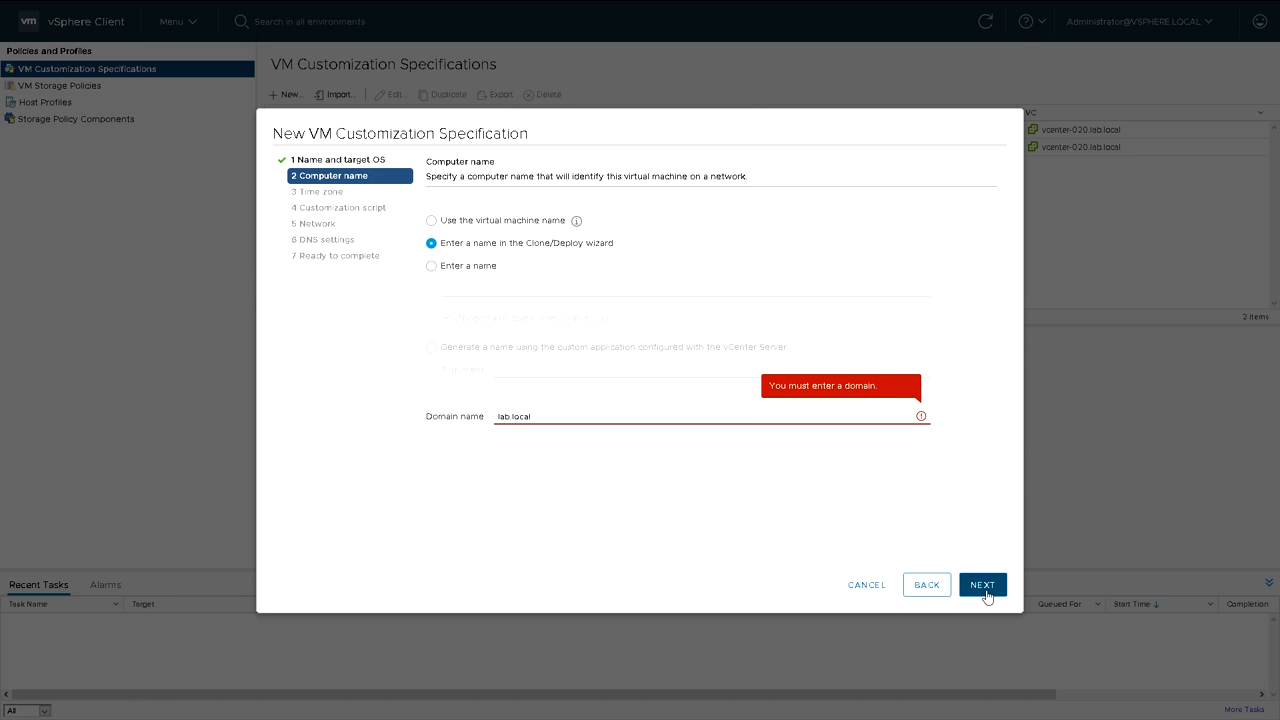 vm vSphere Client Menu Search in all environments Administrator@VSPHERE.LOCAL
Policies and Profiles
VM Customization Specifications
VM Storage Policies
Host Profiles
Storage Policy Components
VM Customization Specifications
New... Import... Edit... Duplicate Export Delete
VC
vcenter-020.lab.local
vcenter-020.lab.local
2 items
New VM Customization Specification
1 Name and target OS
2 Computer name
3 Time zone
4 Customization script
5 Network
6 DNS settings
7 Ready to complete
Computer name
Specify a computer name that will identify this virtual machine on a network.
Use the virtual machine name
Enter a name in the Clone/Deploy wizard
Enter a name
Generate a name using the custom application configured with the vCenter Server
You must enter a domain.
Domain name lab.local
CANCEL BACK NEXT
Recent Tasks Alarms
Task Name Target Queued For Start Time Completion
All
More Tasks